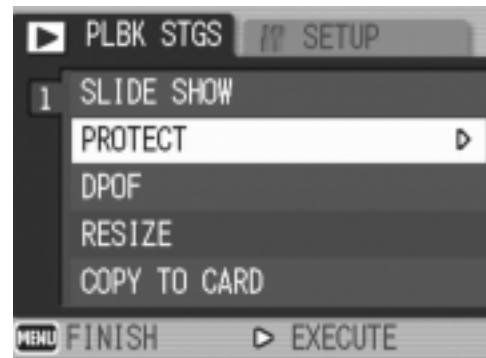 PLBK STGS SETUP
1 SLIDE SHOW
PROTECT
DPOF
RESIZE
COPY TO CARD
MENU FINISH EXECUTE